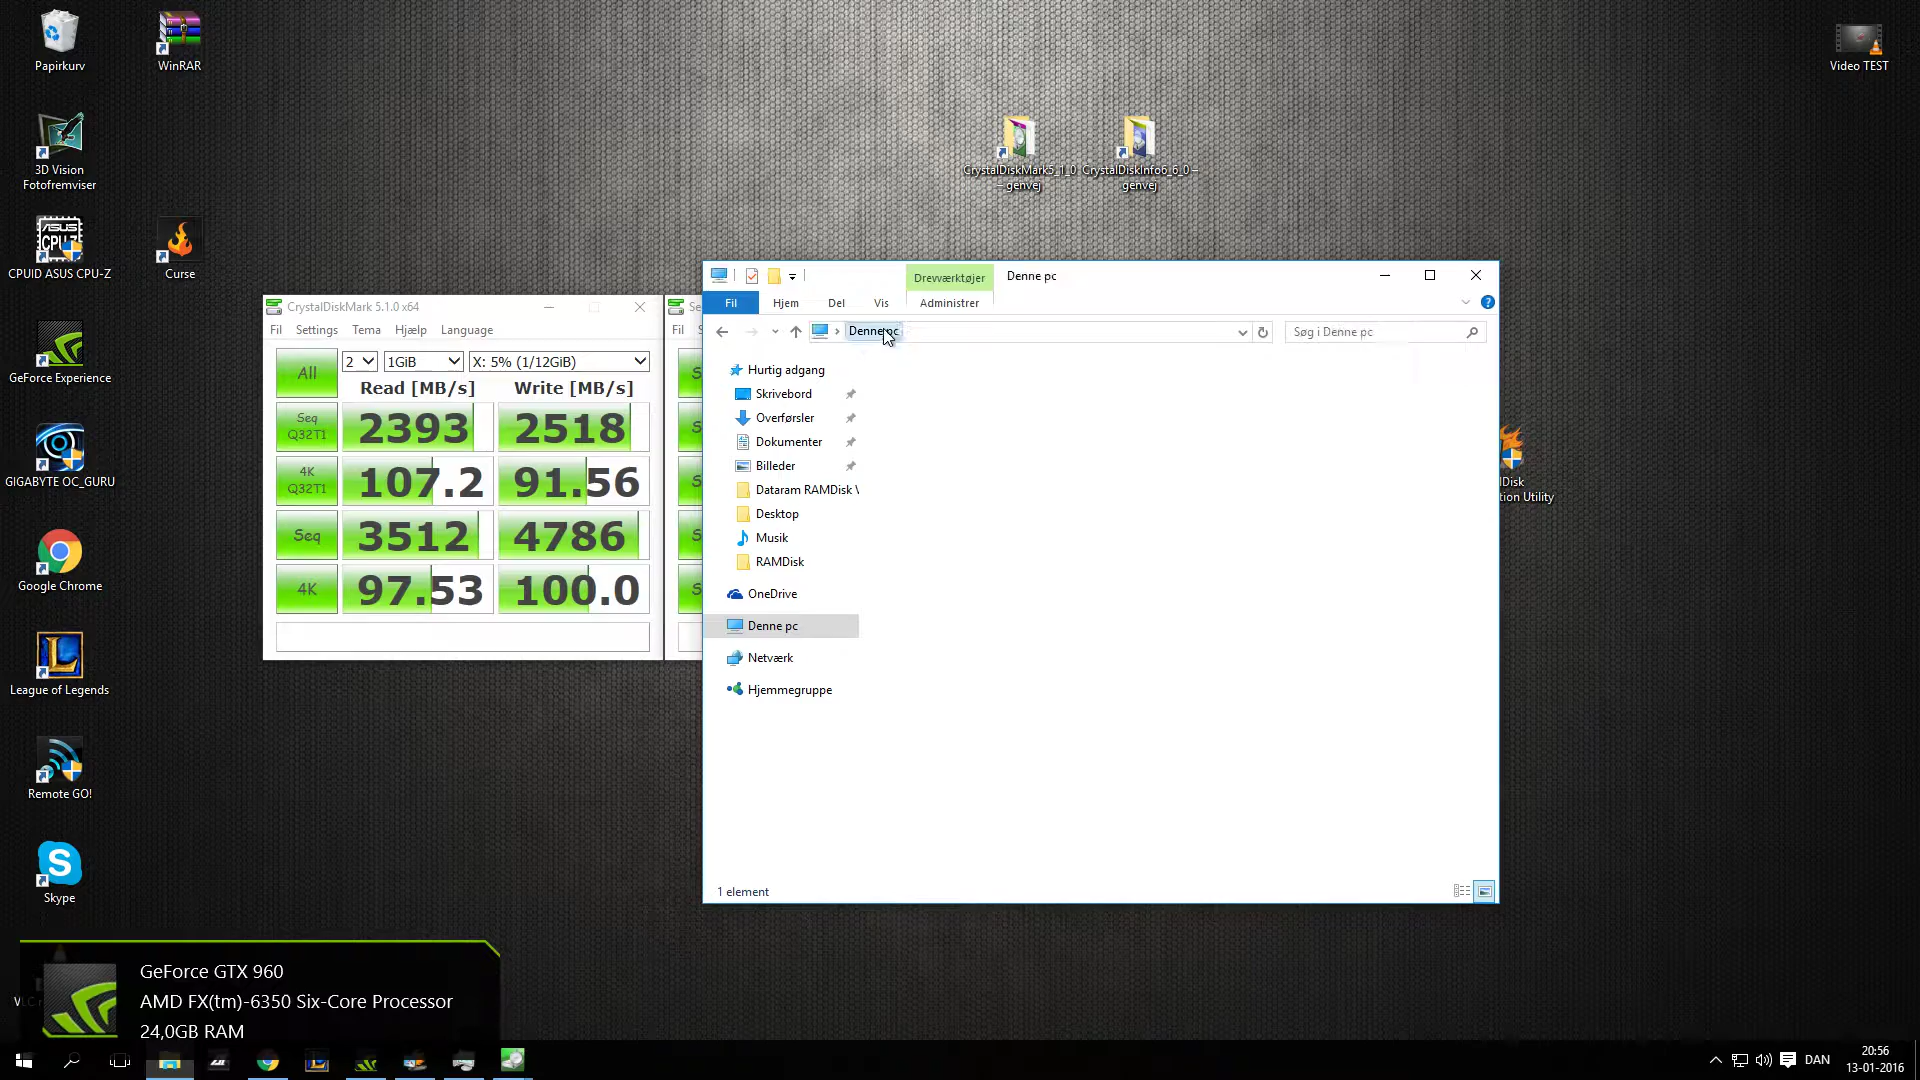 Papirkurv
WinRAR
Video TEST
3D Vision
Fotofremviser
CrystalDiskMark5_1_0
– genvej
CrystalDiskInfo6_6_0 –
genvej
CPUID ASUS CPU-Z
Curse
GeForce Experience
GIGABYTE OC_GURU
Google Chrome
League of Legends
Remote GO!
Skype
CrystalDiskMark 5.1.0 x64
Fil Settings Tema Hjælp Language
All 2 1GiB X: 5% (1/12GiB)
Read [MB/s] Write [MB/s]
Seq
Q32T1 2393 2518
4K
Q32T1 107.2 91.56
Seq 3512 4786
4K 97.53 100.0
Se
Fil
S
S
S
S
Drevværktøjer Denne pc
Fil Hjem Del Vis Administrer
Denne pc
Søg i Denne pc
Hurtig adgang
Skrivebord
Overførsler
Dokumenter
Billeder
Dataram RAMDisk \
Desktop
Musik
RAMDisk
OneDrive
Denne pc
Netværk
Hjemmegruppe
1 element
Disk
tion Utility
GeForce GTX 960
AMD FX(tm)-6350 Six-Core Processor
24,0GB RAM
DAN
20:56
13-01-2016